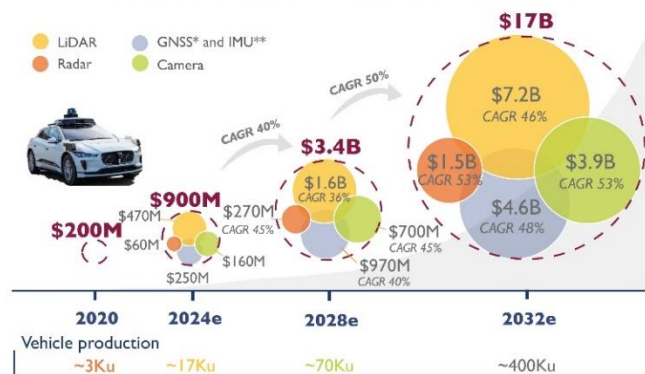 LiDAR
GNSS* and IMU**
Radar
Camera
$200M
CAGR 40%
$900M
$470M
$60M
$160M
$250M
CAGR 50%
$3.4B
$1.6B
CAGR 36%
$270M
CAGR 45%
$700M
CAGR 45%
$970M
CAGR 40%
$17B
$7.2B
CAGR 46%
$1.5B
CAGR 53%
$3.9B
CAGR 53%
$4.6B
CAGR 48%
2020
2024e
2028e
2032e
Vehicle production
~3Ku
~17Ku
~70Ku
~400Ku